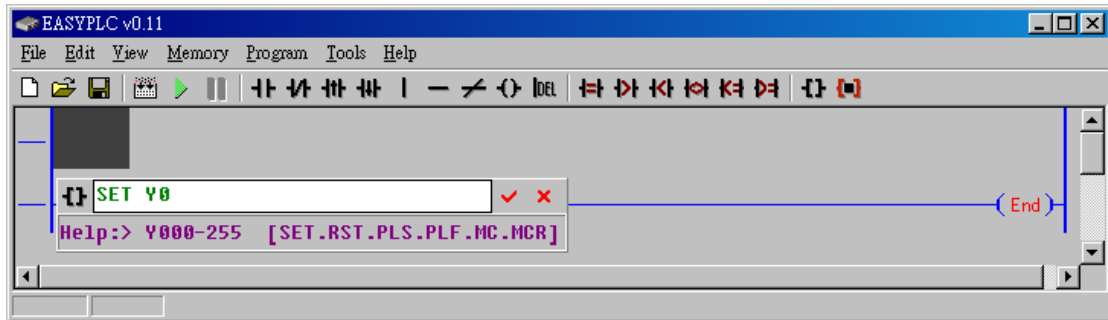 EASYPLC v0.11
File Edit View Memory Program Tools Help
DEL
SET Y0
( End )
Help:> Y000-255 [SET.RST.PLS.PLF.MC.MCR]